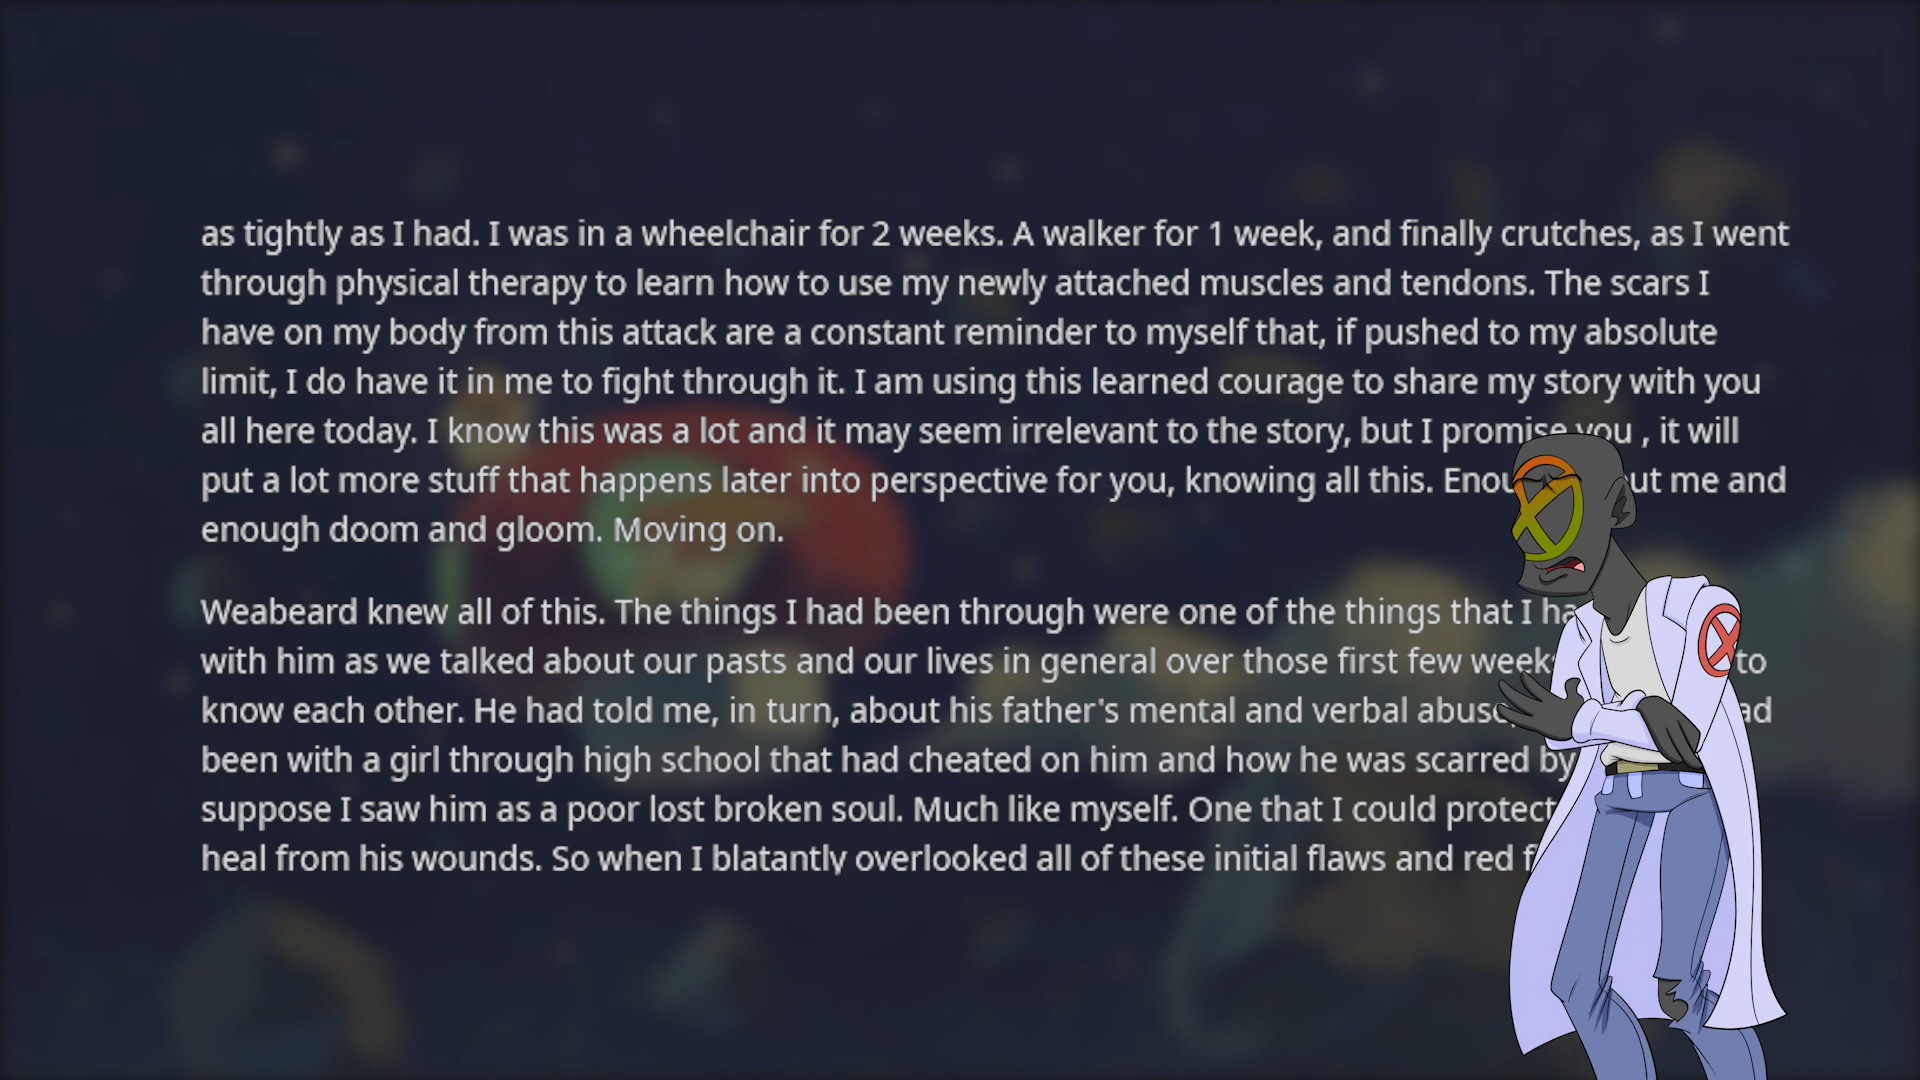 as tightly as I had. I was in a wheelchair for 2 weeks. A walker for 1 week, and finally crutches, as I went
through physical therapy to learn how to use my newly attached muscles and tendons. The scars I
have on my body from this attack are a constant reminder to myself that, if pushed to my absolute
limit, I do have it in me to fight through it. I am using this learned courage to share my story with you
all here today. I know this was a lot and it may seem irrelevant to the story, but I promise you , it will
put a lot more stuff that happens later into perspective for you, knowing all this. me and
enough doom and gloom. Moving on.
Weabeard knew all of this. The things I had been through were one of the things that I
with him as we talked about our pasts and our lives in general over those first few to
know each other. He had told me, in turn, about his father's mental and verbal
been with a girl through high school that had cheated on him and how he was scarred by
suppose I saw him as a poor lost broken soul. Much like myself. One that I could protect
heal from his wounds. So when I blatantly overlooked all of these initial flaws and red